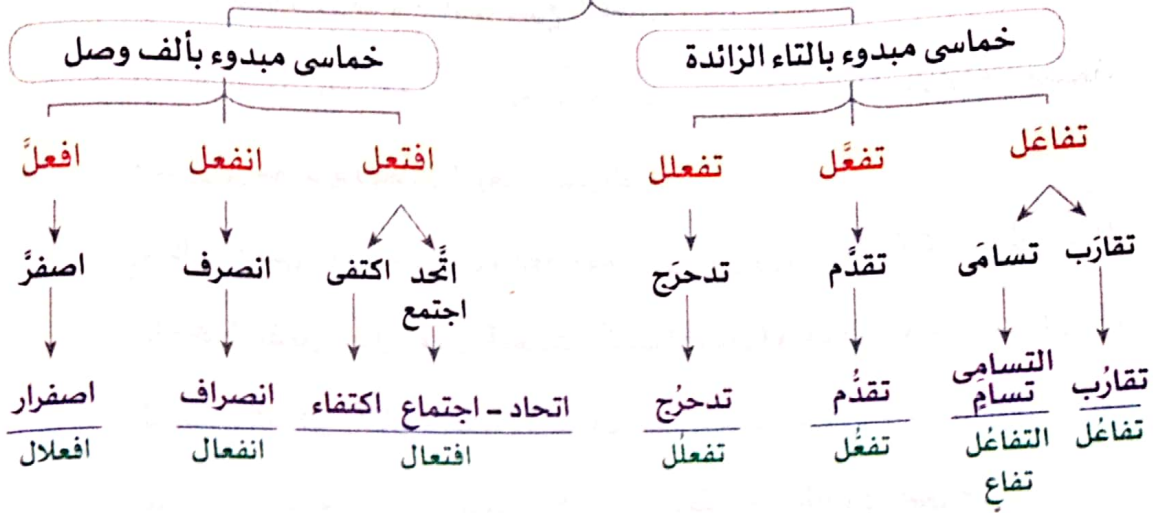 خماسى مبدوء بالتاء الزائدة
خماسى مبدوء بألف وصل
تفاعَل
تفعَّل
تفعلل
افتعل
انفعل
افعلَّ
تقارَب
تسامَى
تقدَّم
تدحرَج
اتَّحد
اجتمع
اكتفى
انصرف
اصفرَّ
تقارُب
التسامِى
تسامٍ
تقدُّم
تدحرُج
اتحاد - اجتماع
اكتفاء
انصراف
اصفرار
تفاعُل
التفاعُل
تفاعٍ
تفعُّل
تفعلُل
افتعال
انفعال
افعلال